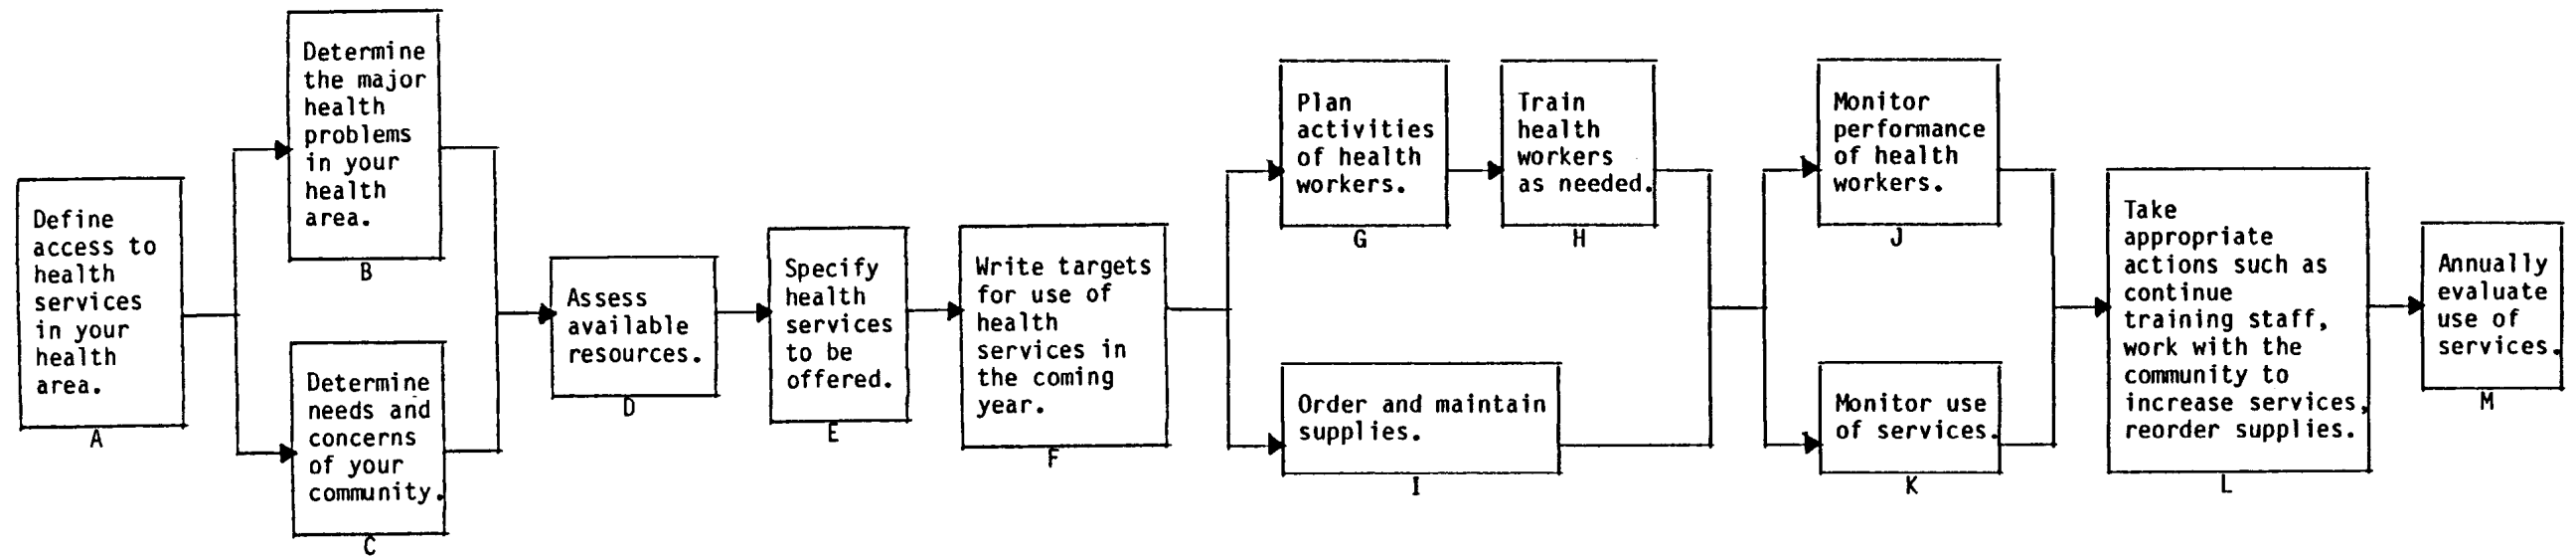 Define
access to
health
services
in your
health
area.
A
Determine
the major
health
problems
in your
health
area.
B
Determine
needs and
concerns
of your
community.
C
Assess
available
resources.
D
Specify
health
services
to be
offered.
E
Write targets
for use of
health
services in
the coming
year.
F
Plan
activities
of health
workers.
G
Train
health
workers
as needed.
H
Order and maintain
supplies.
I
Monitor
performance
of health
workers.
J
Monitor use
of services.
K
Take
appropriate
actions such as
continue
training staff,
work with the
community to
increase services,
reorder supplies.
L
Annually
evaluate
use of
services.
M